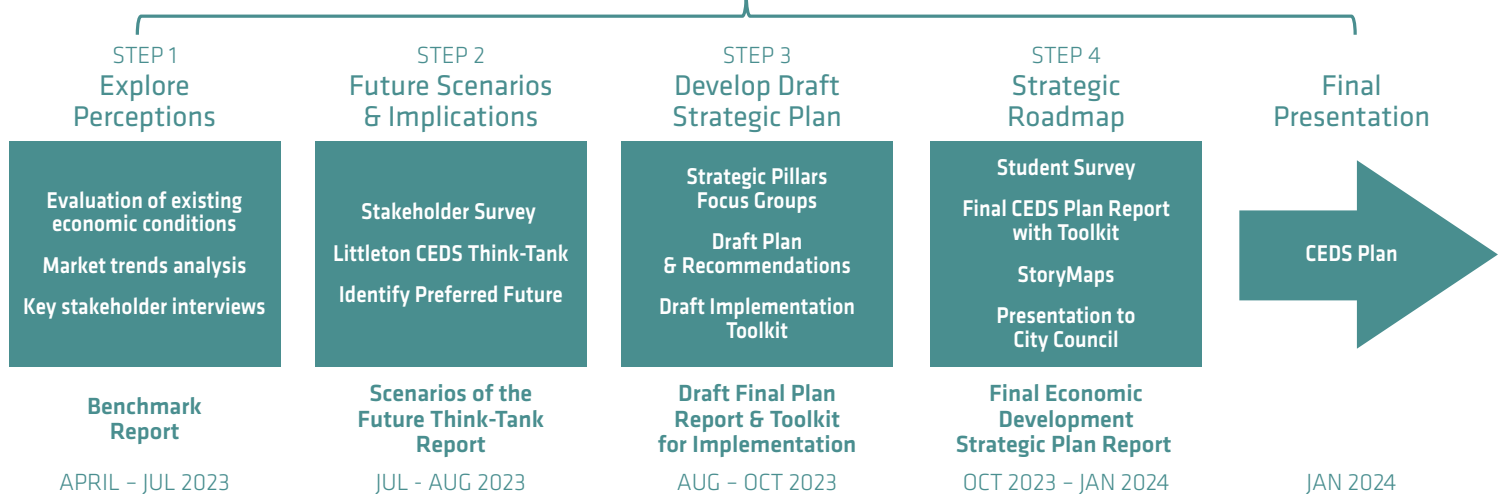 STEP 1
Explore
Perceptions
Evaluation of existing
economic conditions
Market trends analysis
Key stakeholder interviews
Benchmark
Report
APRIL – JUL 2023
STEP 2
Future Scenarios
& Implications
Stakeholder Survey
Littleton CEDS Think-Tank
Identify Preferred Future
Scenarios of the
Future Think-Tank
Report
JUL - AUG 2023
STEP 3
Develop Draft
Strategic Plan
Strategic Pillars
Focus Groups
Draft Plan
& Recommendations
Draft Implementation
Toolkit
Draft Final Plan
Report & Toolkit
for Implementation
AUG – OCT 2023
STEP 4
Strategic
Roadmap
Student Survey
Final CEDS Plan Report
with Toolkit
StoryMaps
Presentation to
City Council
Final Economic
Development
Strategic Plan Report
OCT 2023 – JAN 2024
Final
Presentation
CEDS Plan
JAN 2024